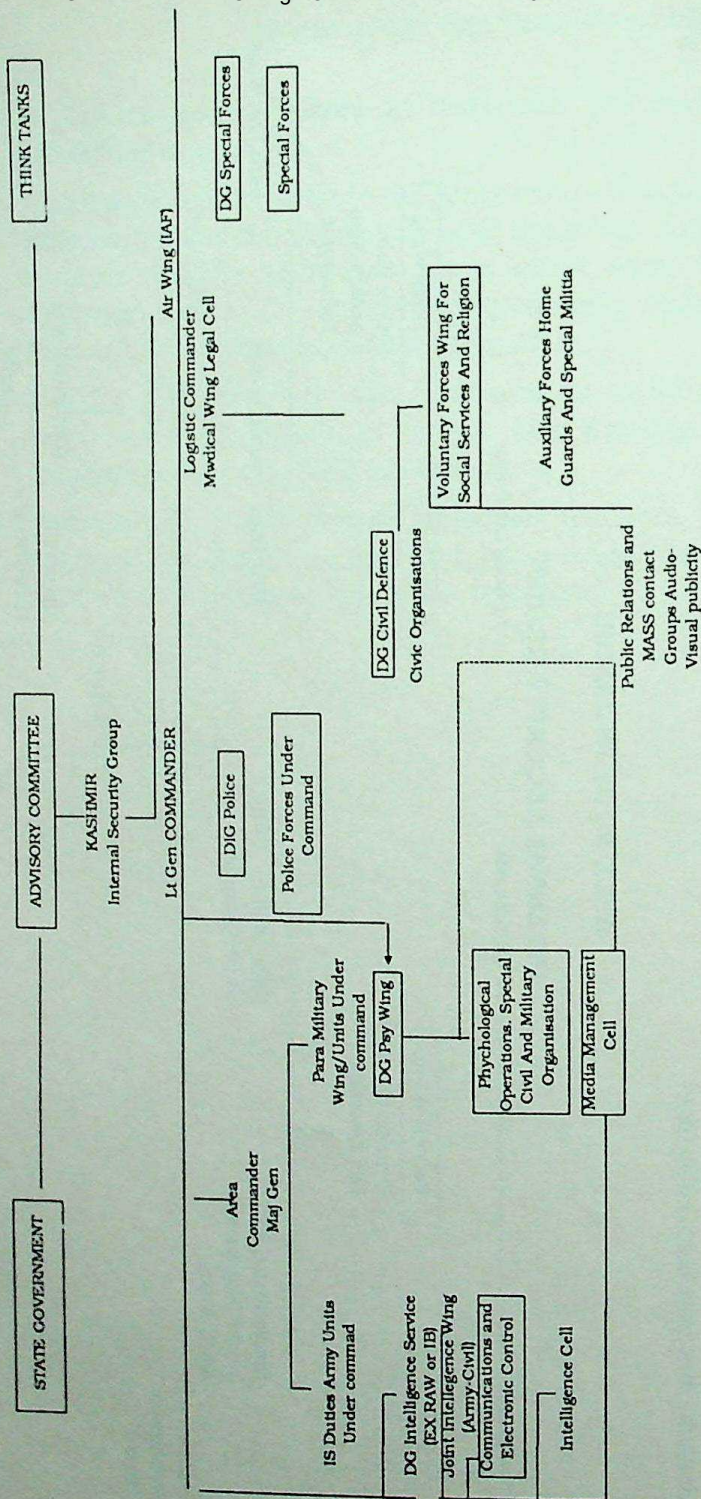 STATE GOVERNMENT
ADVISORY COMMITTEE
THINK TANKS
KASHMIR
Internal Security Group
Lt Gen COMMANDER
Air Wing (IAF)
Area
Commander
Maj Gen
DIG Police
Police Forces Under
Command
Logistic Commander
Mwdical Wing Legal Cell
DG Special Forces
Special Forces
IS Duties Army Units
Under commad
Para Military
Wing/Units Under
command
DG Psy Wing
DG Civil Defence
Civic Organisations
Voluntary Forces Wing For
Social Services And Religion
Auxiliary Forces Home
Guards And Special Militia
DG Intelligence Service
(EX RAW or IB)
Joint Intellegence Wing
(Army-Civil)
Communications and
Electronic Control
Intelligence Cell
Phychological
Operations. Special
Civil And Military
Organisation
Media Management
Cell
Public Relations and
MASS contact
Groups Audio-
Visual publicity